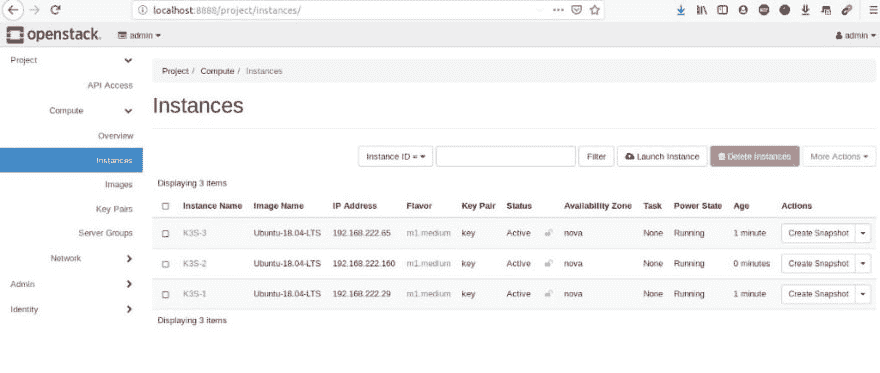 localhost:8888/project/instances/
openstack. admin admin
Project
API Access
Compute
Overview
Instances
Images
Key Pairs
Server Groups
Network
Admin
Identity
Project / Compute / Instances
Instances
Instance ID = Filter Launch Instance Delete Instances More Actions
Displaying 3 items
Instance Name Image Name IP Address Flavor Key Pair Status Availability Zone Task Power State Age Actions
K3S-3 Ubuntu-18.04-LTS 192.168.222.65 m1.medium key Active nova None Running 1 minute Create Snapshot
K3S-2 Ubuntu-18.04-LTS 192.168.222.160 m1.medium key Active nova None Running 0 minutes Create Snapshot
K3S-1 Ubuntu-18.04-LTS 192.168.222.29 m1.medium key Active nova None Running 1 minute Create Snapshot
Displaying 3 items